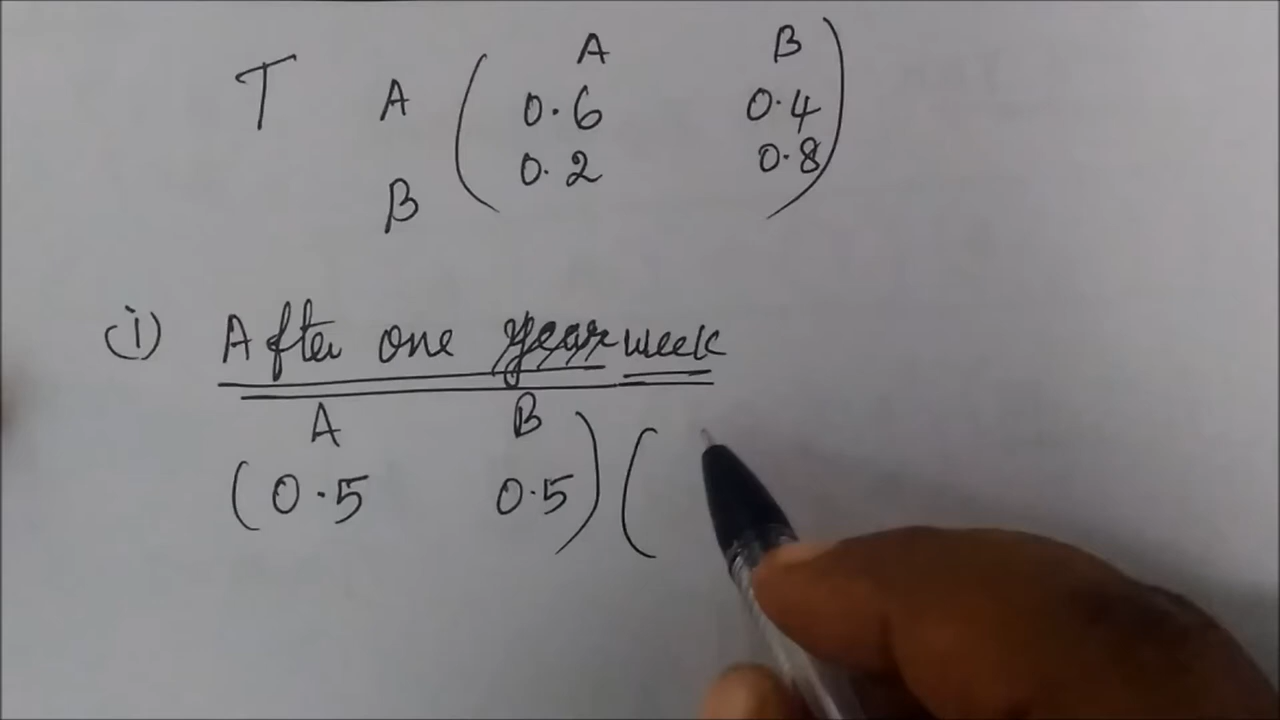 A B
T A ( 0.6 0.4 )
B 0.2 0.8
(i) After one year week
A B
(0.5 0.5) (